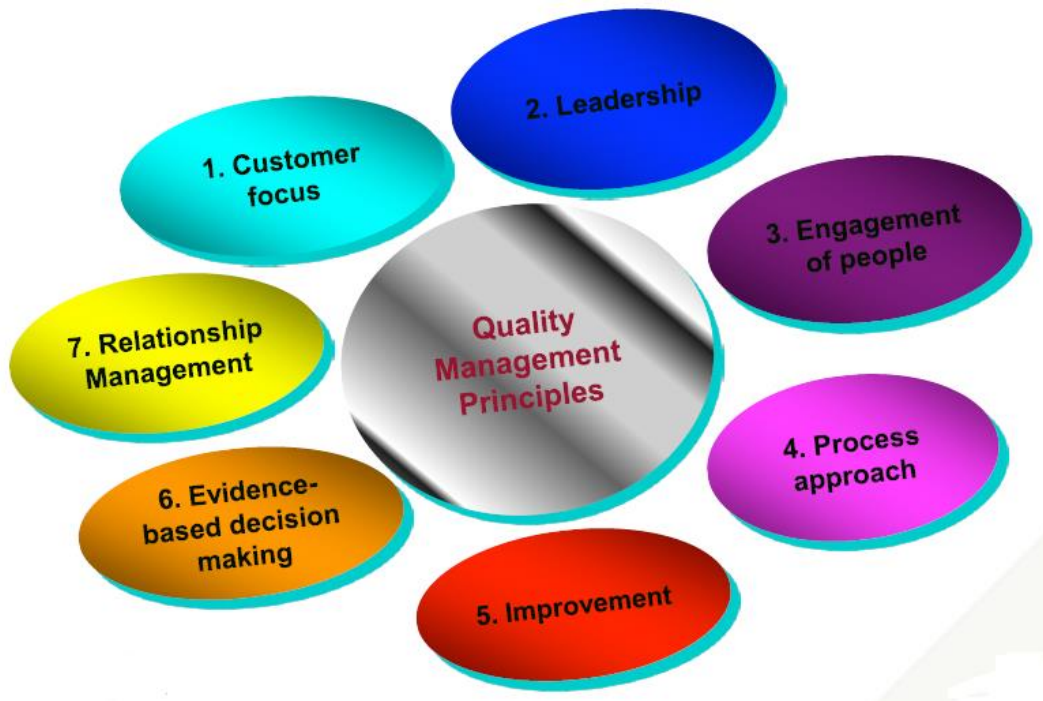 1. Customer
focus
2. Leadership
3. Engagement
of people
4. Process
approach
5. Improvement
6. Evidence-
based decision
making
7. Relationship
Management
Quality
Management
Principles